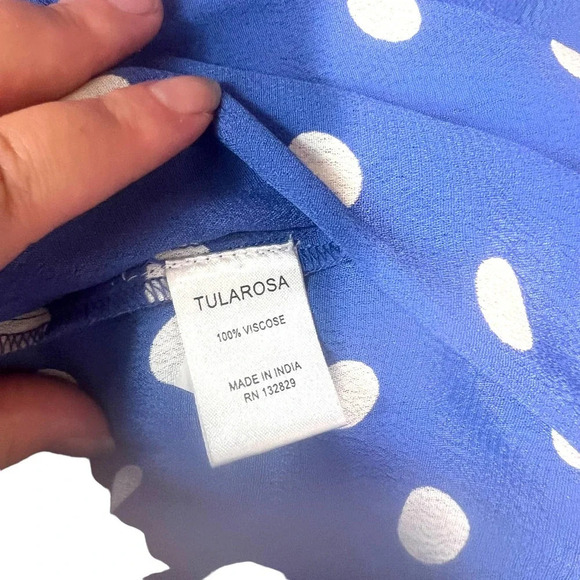 TULAROSA
100% VISCOSE
MADE IN INDIA
RN 132829